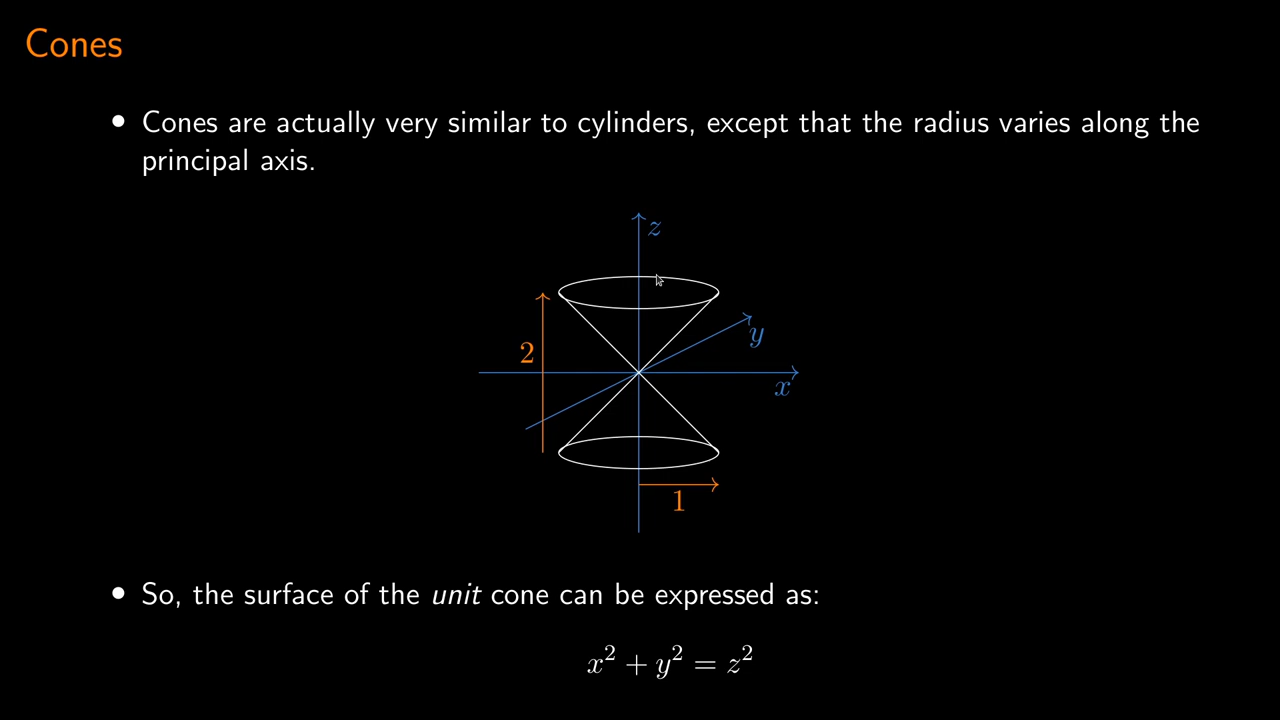 Cones
• Cones are actually very similar to cylinders, except that the radius varies along the
principal axis.
z
y
2
x
1
• So, the surface of the unit cone can be expressed as:
x² + y² = z²